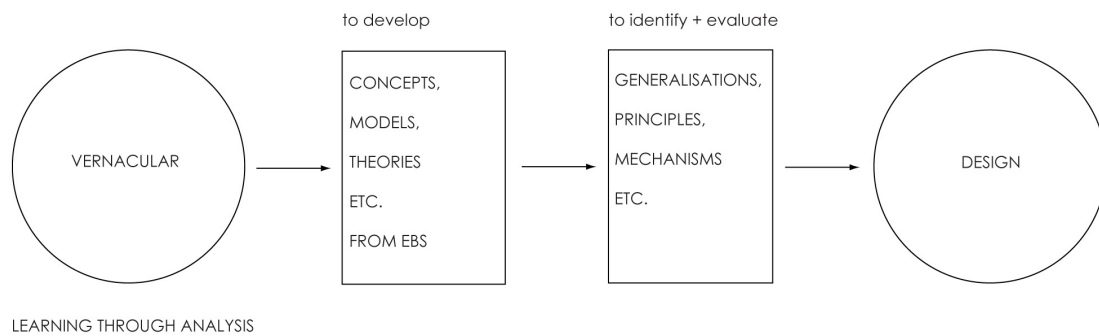 to develop
to identify + evaluate
VERNACULAR
CONCEPTS,
MODELS,
THEORIES
ETC.
FROM EBS
GENERALISATIONS,
PRINCIPLES,
MECHANISMS
ETC.
DESIGN
LEARNING THROUGH ANALYSIS